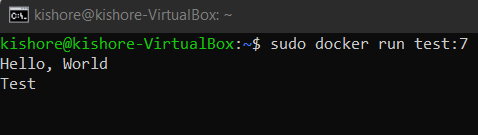 kishore@kishore-VirtualBox: ~
kishore@kishore-VirtualBox:~$ sudo docker run test:7
Hello, World
Test